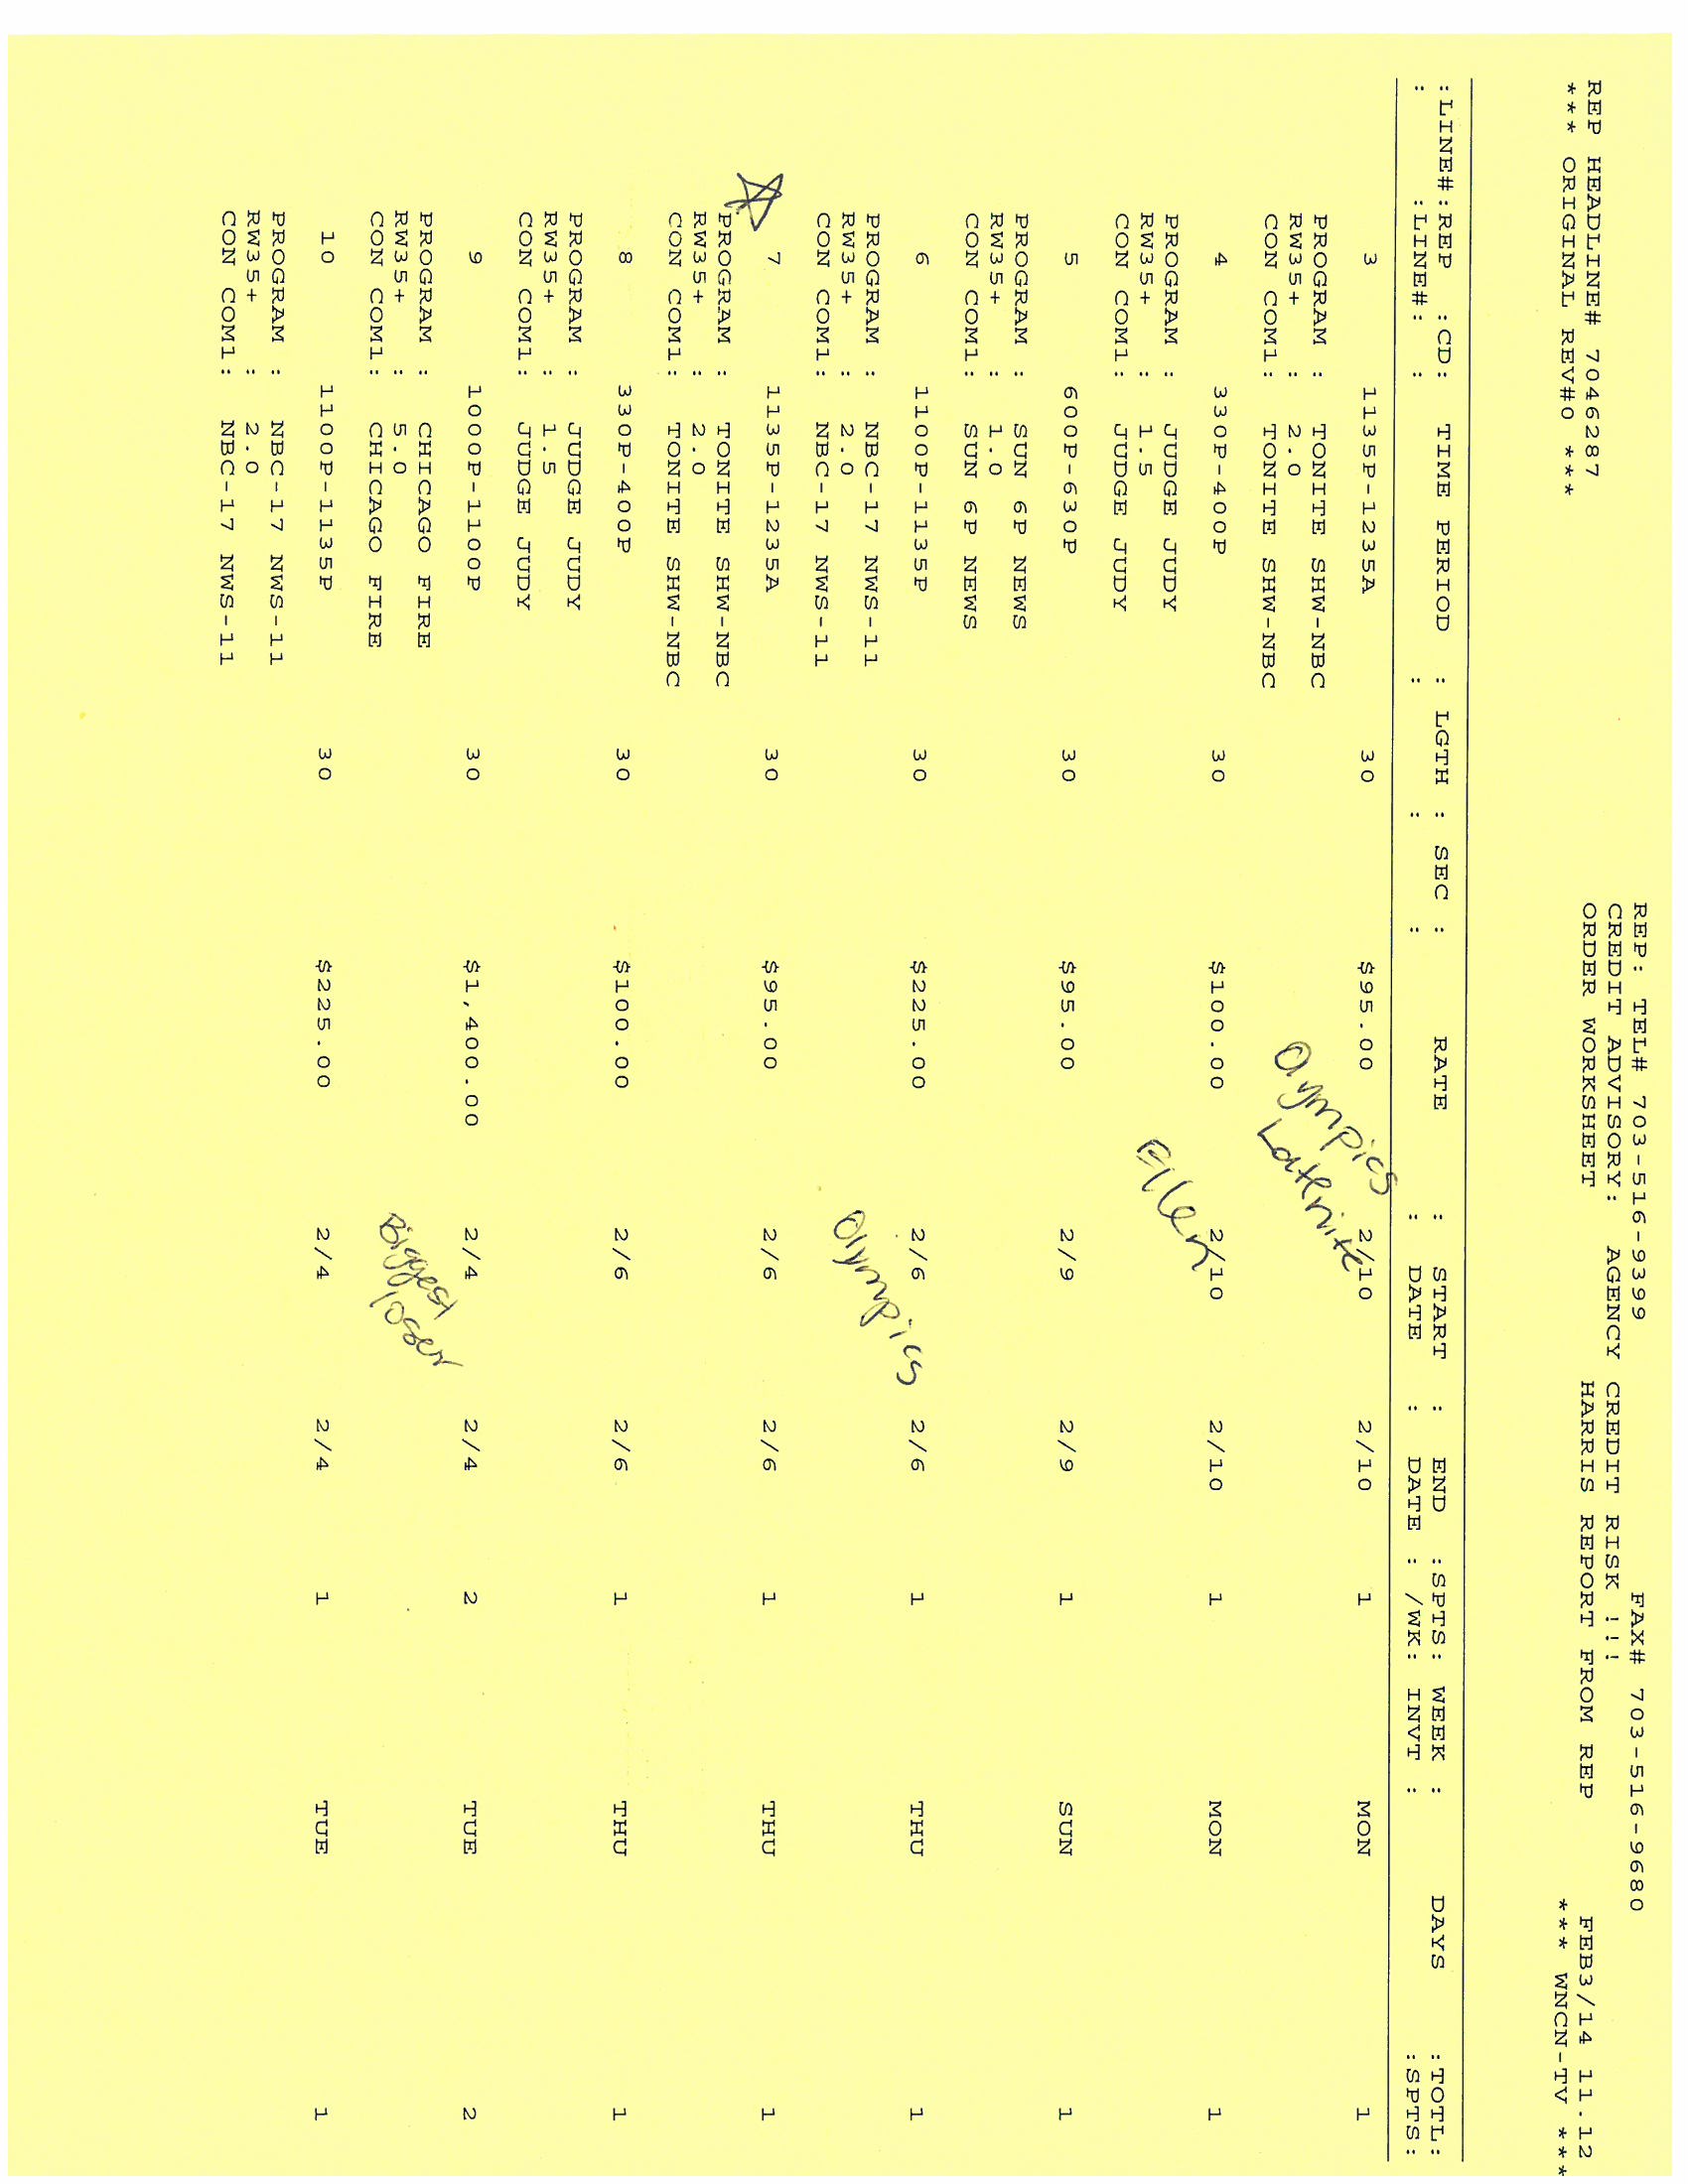 REP: TEL# 703-516-9399 FAX# 703-516-9680
CREDIT ADVISORY: AGENCY CREDIT RISK !!!
REP HEADLINE# 7046287 ORDER WORKSHEET HARRIS REPORT FROM REP FEB3/14 11.12
*** ORIGINAL REV#0 *** *** WNCN-TV ***
:LINE#:REP :CD: TIME PERIOD : LGTH : SEC : RATE : START : END :SPTS: WEEK : DAYS :TOTL:
: :LINE#: : : : : DATE : DATE : /WK: INVT : :SPTS:
3 1135P-1235A 30 $95.00 2/10 2/10 1 MON 1
PROGRAM : TONITE SHW-NBC
RW35+ : 2.0
CON COM1: TONITE SHW-NBC
Olympics
Latenite
4 330P-400P 30 $100.00 2/10 2/10 1 MON 1
PROGRAM : JUDGE JUDY
RW35+ : 1.5
CON COM1: JUDGE JUDY
Ellen
5 600P-630P 30 $95.00 2/9 2/9 1 SUN 1
PROGRAM : SUN 6P NEWS
RW35+ : 1.0
CON COM1: SUN 6P NEWS
6 1100P-1135P 30 $225.00 2/6 2/6 1 THU 1
PROGRAM : NBC-17 NWS-11
RW35+ : 2.0
CON COM1: NBC-17 NWS-11
Olympics
7 1135P-1235A 30 $95.00 2/6 2/6 1 THU 1
PROGRAM : TONITE SHW-NBC
RW35+ : 2.0
CON COM1: TONITE SHW-NBC
8 330P-400P 30 $100.00 2/6 2/6 1 THU 1
PROGRAM : JUDGE JUDY
RW35+ : 1.5
CON COM1: JUDGE JUDY
9 1000P-1100P 30 $1,400.00 2/4 2/4 2 TUE 2
PROGRAM : CHICAGO FIRE
RW35+ : 5.0
CON COM1: CHICAGO FIRE
Biggest
loser
10 1100P-1135P 30 $225.00 2/4 2/4 1 TUE 1
PROGRAM : NBC-17 NWS-11
RW35+ : 2.0
CON COM1: NBC-17 NWS-11